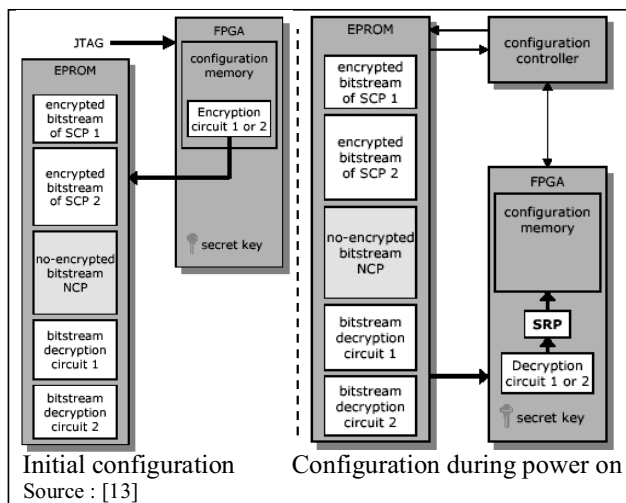 JTAG
FPGA
configuration
memory
Encryption
circuit 1 or 2
secret key
EPROM
encrypted
bitstream
of SCP 1
encrypted
bitstream
of SCP 2
no-encrypted
bitstream
NCP
bitstream
decryption
circuit 1
bitstream
decryption
circuit 2
Initial configuration
Source : [13]
EPROM
encrypted
bitstream
of SCP 1
encrypted
bitstream
of SCP 2
no-encrypted
bitstream
NCP
bitstream
decryption
circuit 1
bitstream
decryption
circuit 2
configuration
controller
FPGA
configuration
memory
SRP
Decryption
circuit 1 or 2
secret key
Configuration during power on